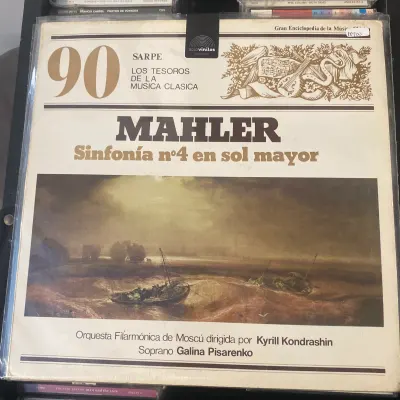 Gran Enciclopedia de la
90
SARPE
LOS TESOROS
DE LA
MUSICA CLASICA
MAHLER
Sinfonía nº4 en sol mayor
Orquesta Filarmónica de Moscú dirigida por Kyrill Kondrashin
Soprano Galina Pisarenko